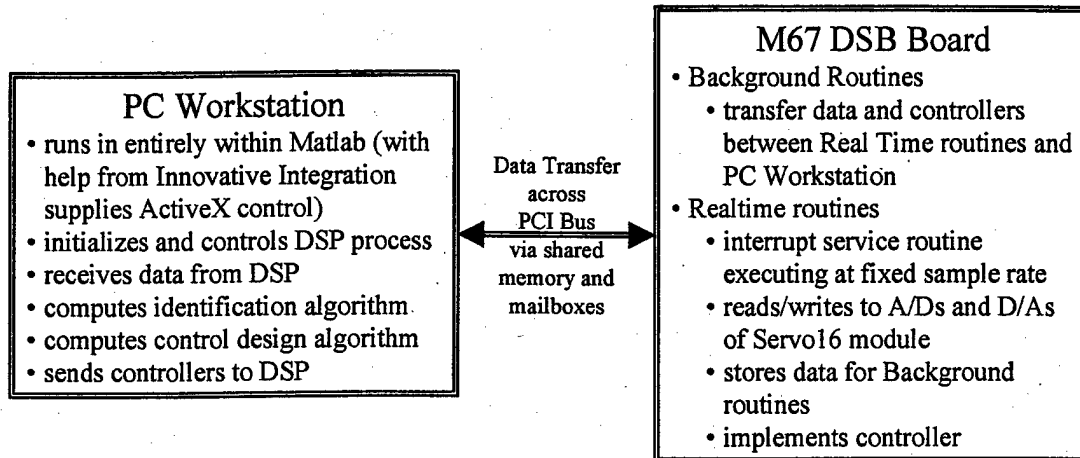 PC Workstation
• runs in entirely within Matlab (with
help from Innovative Integration
supplies ActiveX control)
• initializes and controls DSP process
• receives data from DSP
• computes identification algorithm
• computes control design algorithm
• sends controllers to DSP
Data Transfer
across
PCI Bus
via shared
memory and
mailboxes
M67 DSB Board
• Background Routines
• transfer data and controllers
between Real Time routines and
PC Workstation
• Realtime routines
• interrupt service routine
executing at fixed sample rate
• reads/writes to A/Ds and D/As
of Servo16 module
• stores data for Background
routines
• implements controller